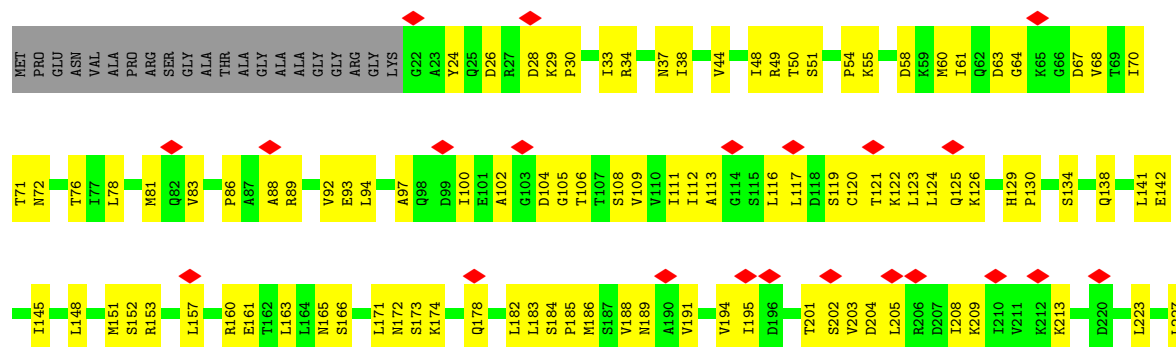 MET PRO GLU ASN VAL ALA PRO ARG SER GLY ALA THR ALA GLY ALA ALA GLY GLY ARG GLY LYS G22 A23 Y24 Q25 D26 R27 D28 K29 P30 I33 R34 N37 I38 V44 I48 R49 T50 S51 P54 K55 D58 K59 M60 I61 Q62 D63 G64 K65 G66 D67 V68 T69 I70
T71 N72 T76 I77 L78 M81 Q82 V83 P86 A87 A88 R89 V92 E93 L94 A97 Q98 D99 I100 E101 A102 G103 D104 G105 T106 T107 S108 V109 V110 I111 I112 A113 G114 S115 L116 L117 D118 S119 C120 T121 K122 L123 L124 Q125 K126 H129 P130 S134 Q138 L141 E142
I145 L148 M151 S152 R153 L157 R160 E161 T162 L163 L164 N165 S166 L171 N172 S173 K174 Q178 L182 L183 S184 P185 M186 S187 V188 N189 A190 V191 V194 I195 D196 T201 S202 V203 D204 L205 R206 D207 I208 K209 I210 V211 K212 K213 D220 L223